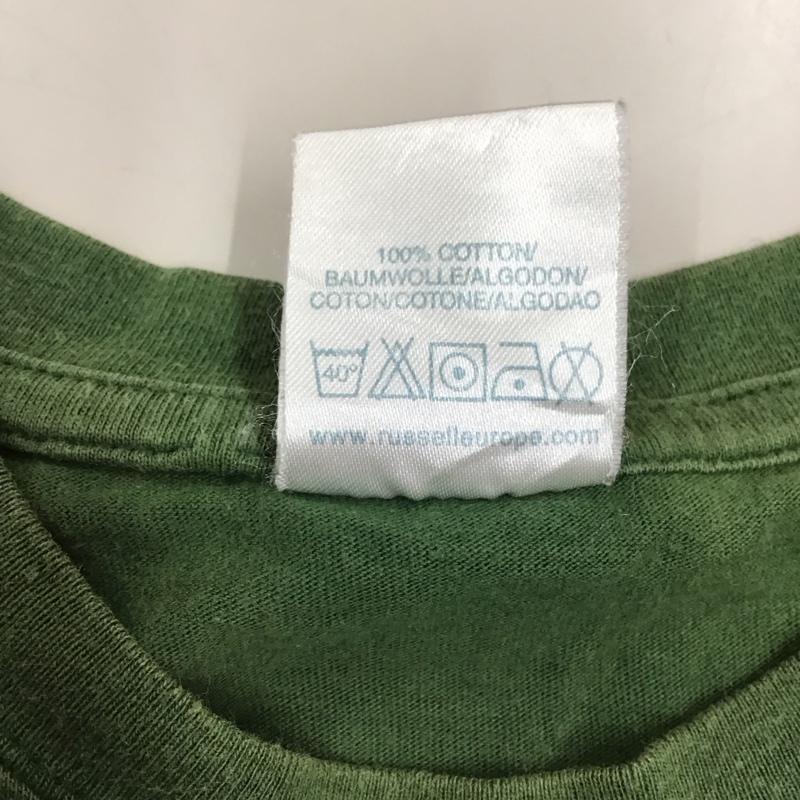 100% COTTON/
BAUMWOLLE/ALGODON/
COTON/COTONE/ALGODAO
40°
www.russelleurope.com